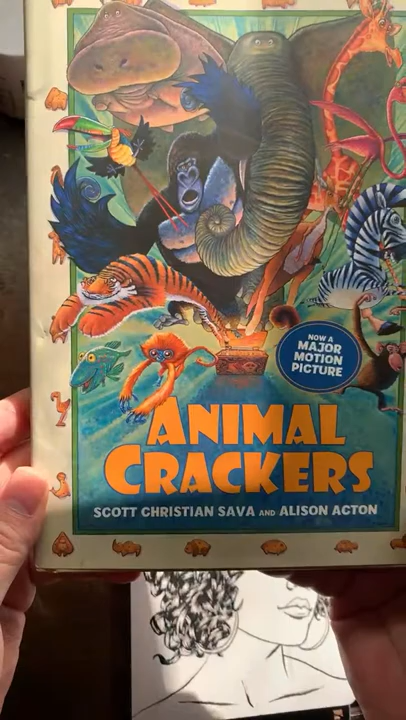 NOW A
MAJOR
MOTION
PICTURE
ANIMAL
CRACKERS
SCOTT CHRISTIAN SAVA AND ALISON ACTON